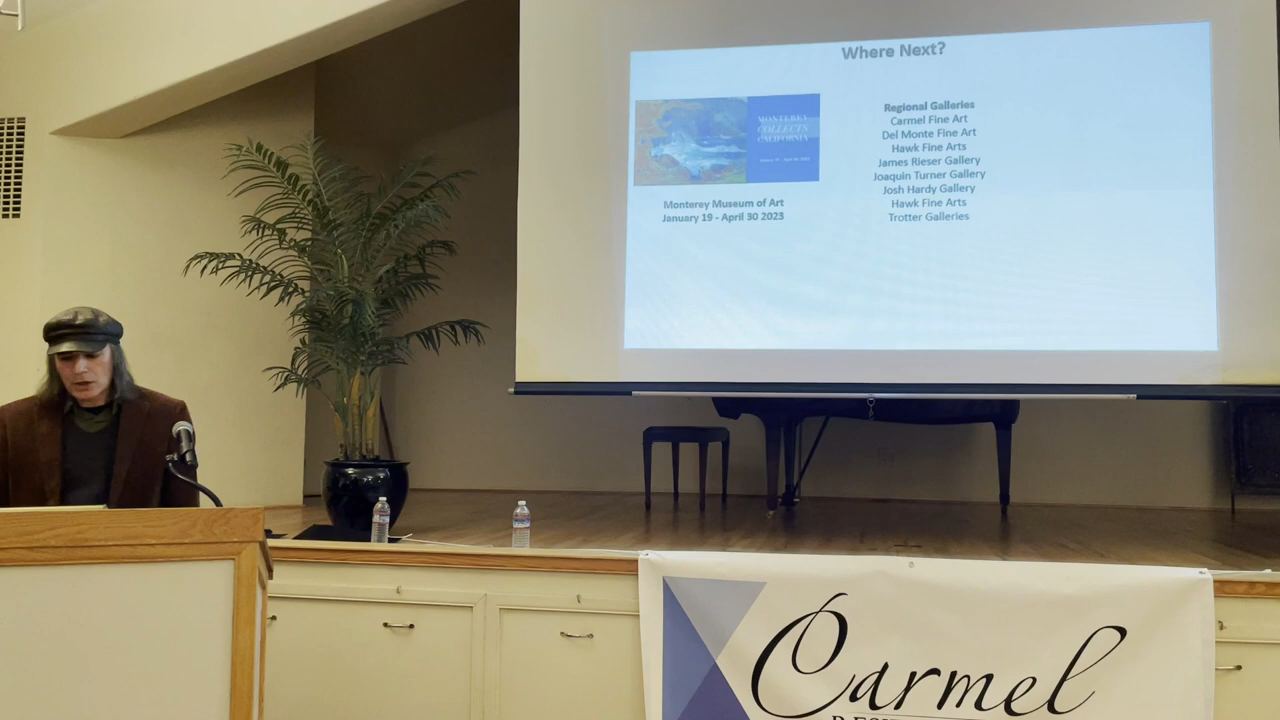 Where Next?
MONTEREY
COLLECTS
CALIFORNIA
Monterey Museum of Art
January 19 - April 30 2023
Regional Galleries
Carmel Fine Art
Del Monte Fine Art
Hawk Fine Arts
James Rieser Gallery
Joaquin Turner Gallery
Josh Hardy Gallery
Hawk Fine Arts
Trotter Galleries
Carmel